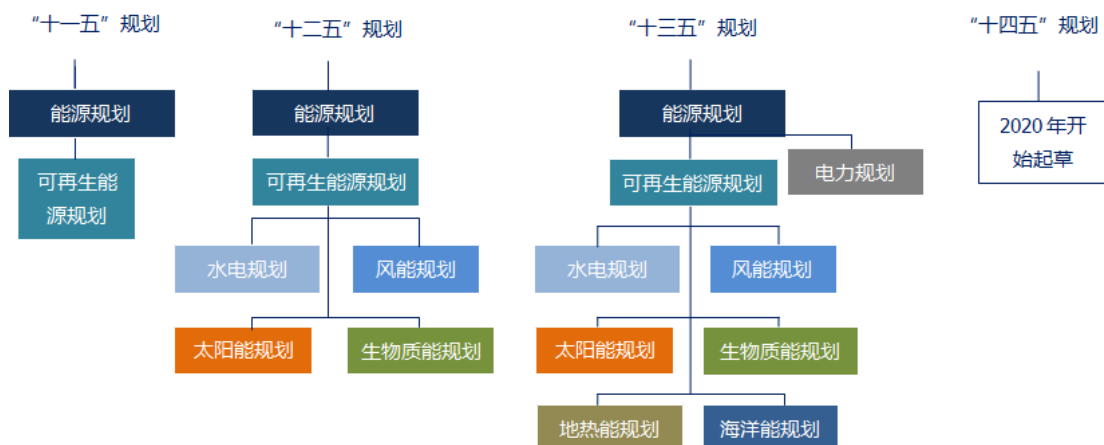 “十一五”规划
“十二五”规划
“十三五”规划
“十四五”规划
能源规划
能源规划
能源规划
2020 年开
始起草
可再生能
源规划
可再生能源规划
可再生能源规划
电力规划
水电规划
风能规划
水电规划
风能规划
太阳能规划
生物质能规划
太阳能规划
生物质能规划
地热能规划
海洋能规划